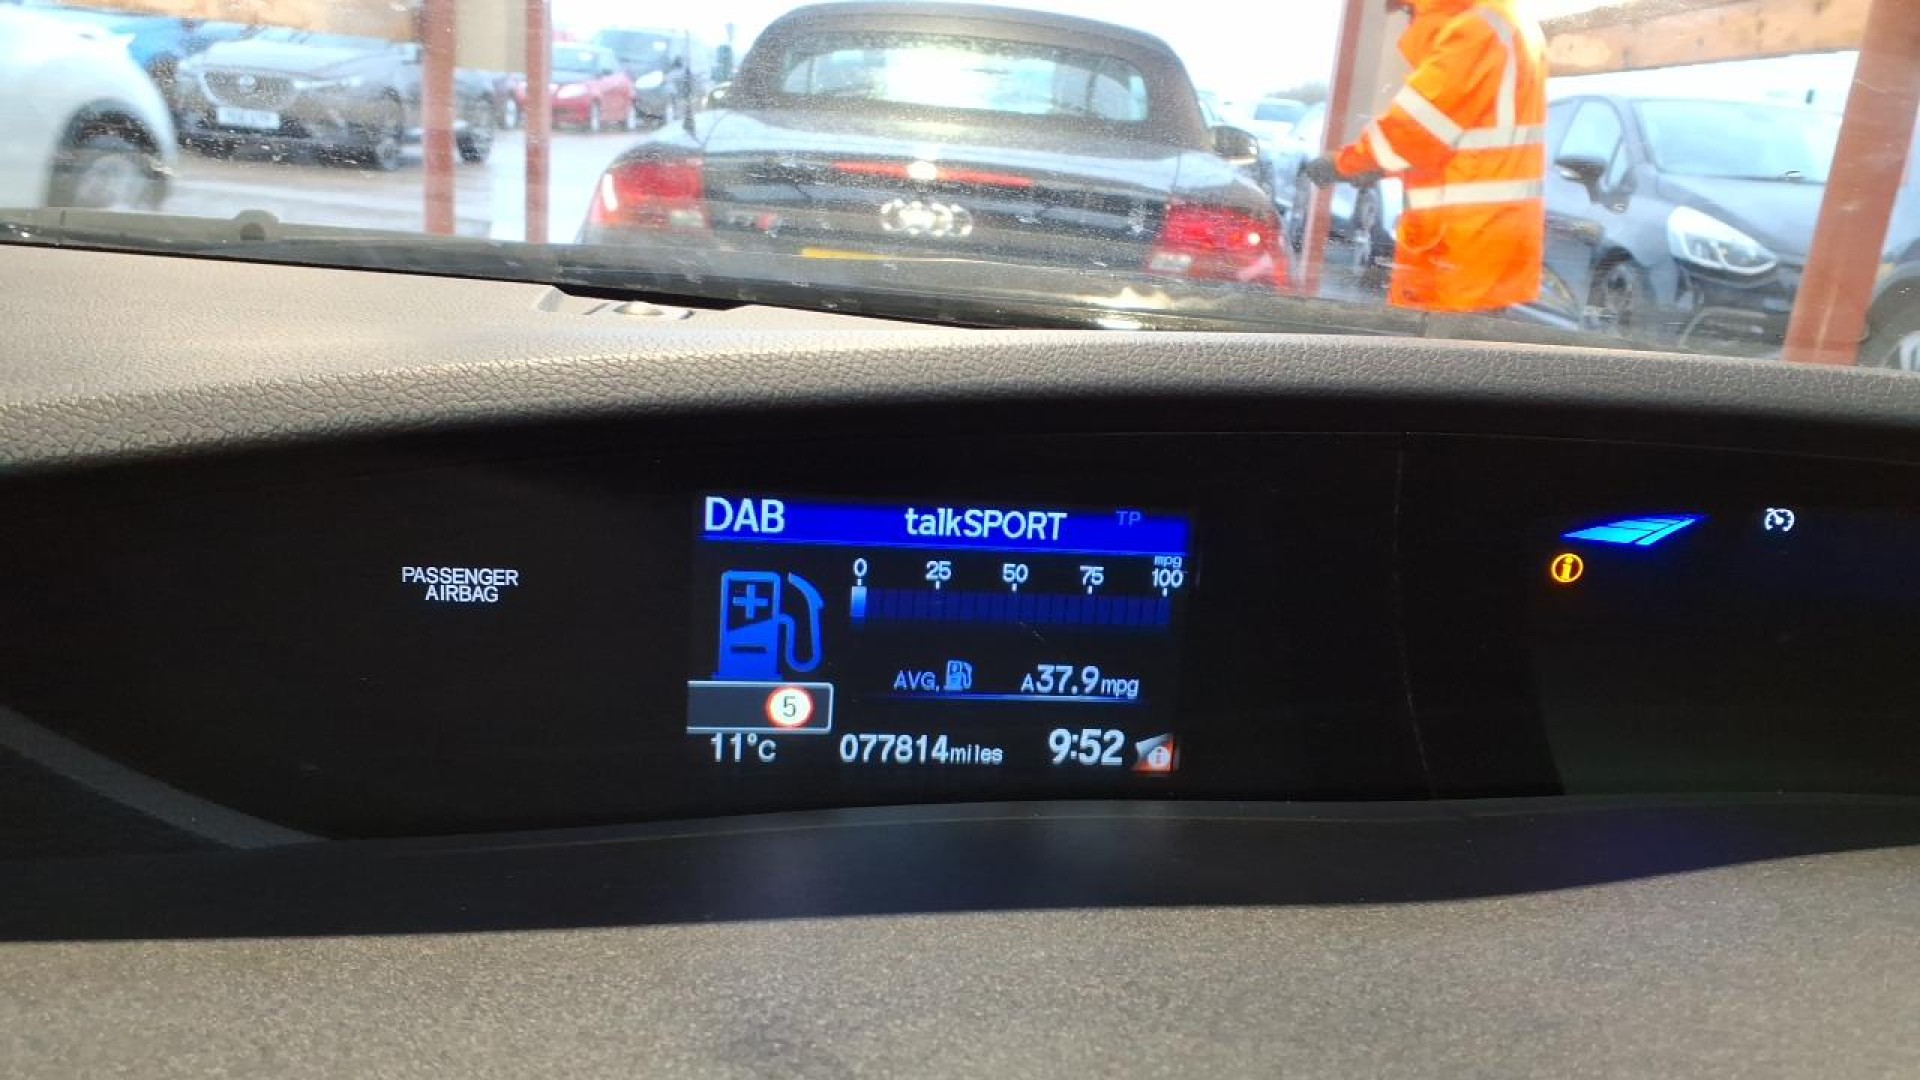 DAB talkSPORT TP
PASSENGER
AIRBAG
mpg
0 25 50 75 100
AVG. A37.9mpg
5
11°C 077814miles 9:52